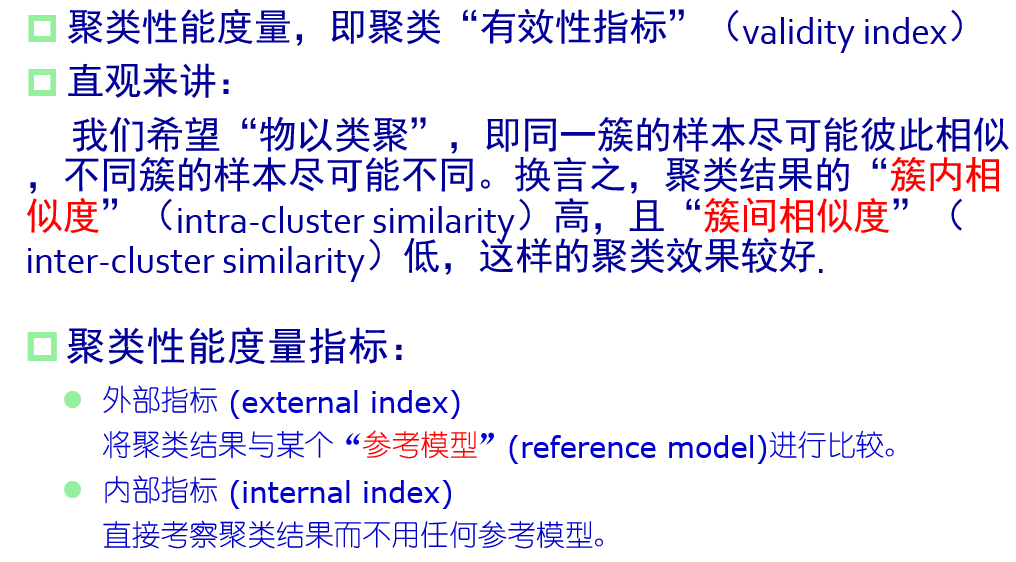 聚类性能度量，即聚类“有效性指标”（validity index）
直观来讲：
我们希望“物以类聚”，即同一簇的样本尽可能彼此相似
，不同簇的样本尽可能不同。换言之，聚类结果的“簇内相
似度”（intra-cluster similarity）高，且“簇间相似度”（
inter-cluster similarity）低，这样的聚类效果较好.
聚类性能度量指标：
外部指标 (external index)
将聚类结果与某个“参考模型”(reference model)进行比较。
内部指标 (internal index)
直接考察聚类结果而不用任何参考模型。